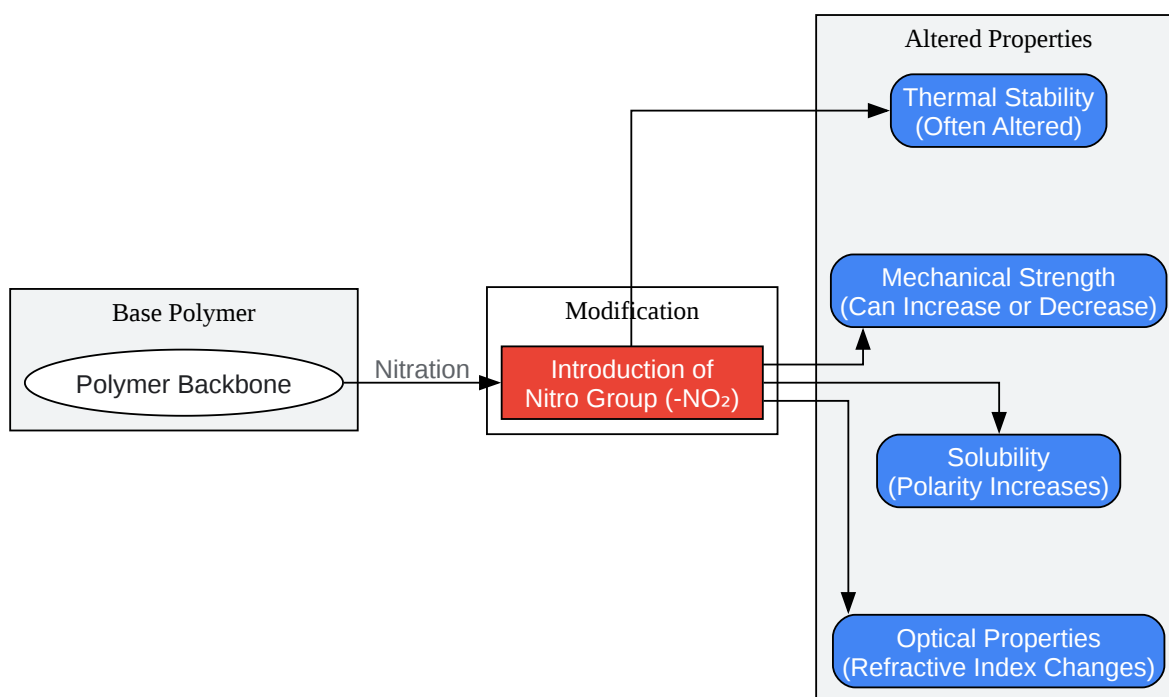 Base Polymer
Polymer Backbone
Nitration
Modification
Introduction of
Nitro Group (-NO₂)
Altered Properties
Thermal Stability
(Often Altered)
Mechanical Strength
(Can Increase or Decrease)
Solubility
(Polarity Increases)
Optical Properties
(Refractive Index Changes)